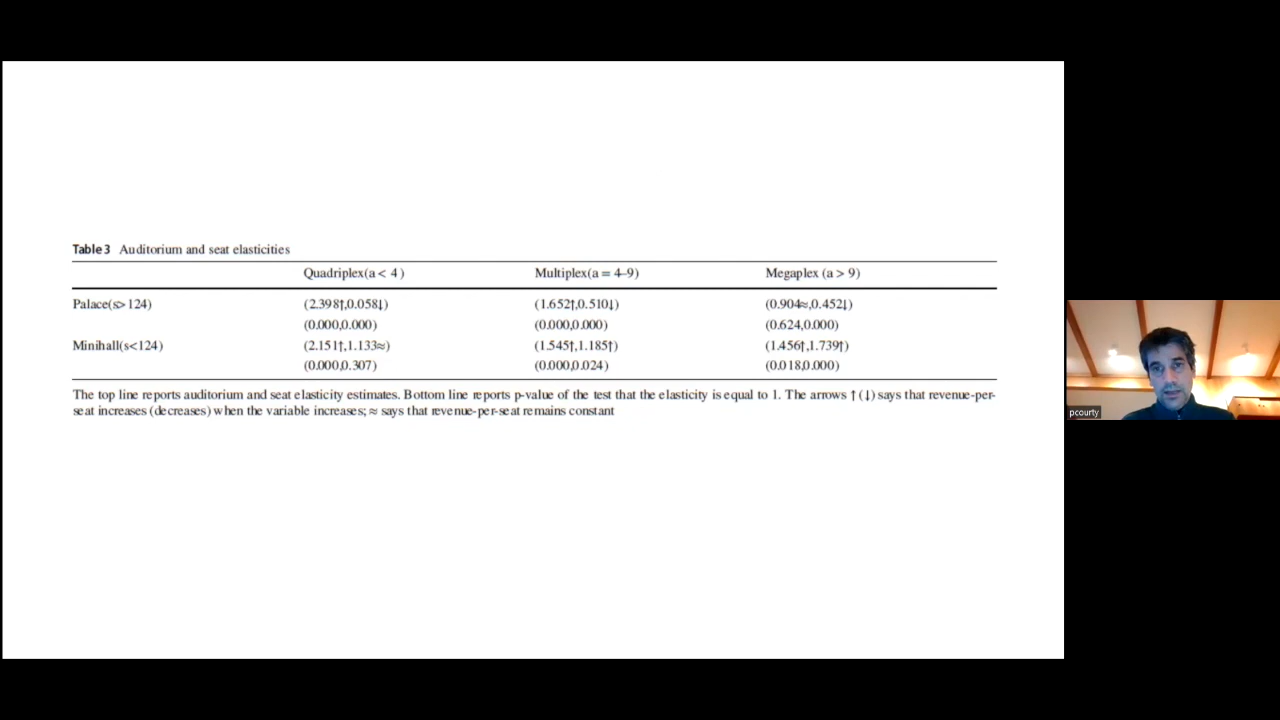 Table 3 Auditorium and seat elasticities
Quadriplex(a < 4 ) Multiplex(a = 4–9) Megaplex (a > 9)
Palace(s>124) (2.398↑,0.058↓) (1.652↑,0.510↓) (0.904≈,0.452↓)
(0.000,0.000) (0.000,0.000) (0.624,0.000)
Minihall(s<124) (2.151↑,1.133≈) (1.545↑,1.185↑) (1.456↑,1.739↑)
(0.000,0.307) (0.000,0.024) (0.018,0.000)
The top line reports auditorium and seat elasticity estimates. Bottom line reports p-value of the test that the elasticity is equal to 1. The arrows ↑ (↓) says that revenue-per-
seat increases (decreases) when the variable increases; ≈ says that revenue-per-seat remains constant
pcourty